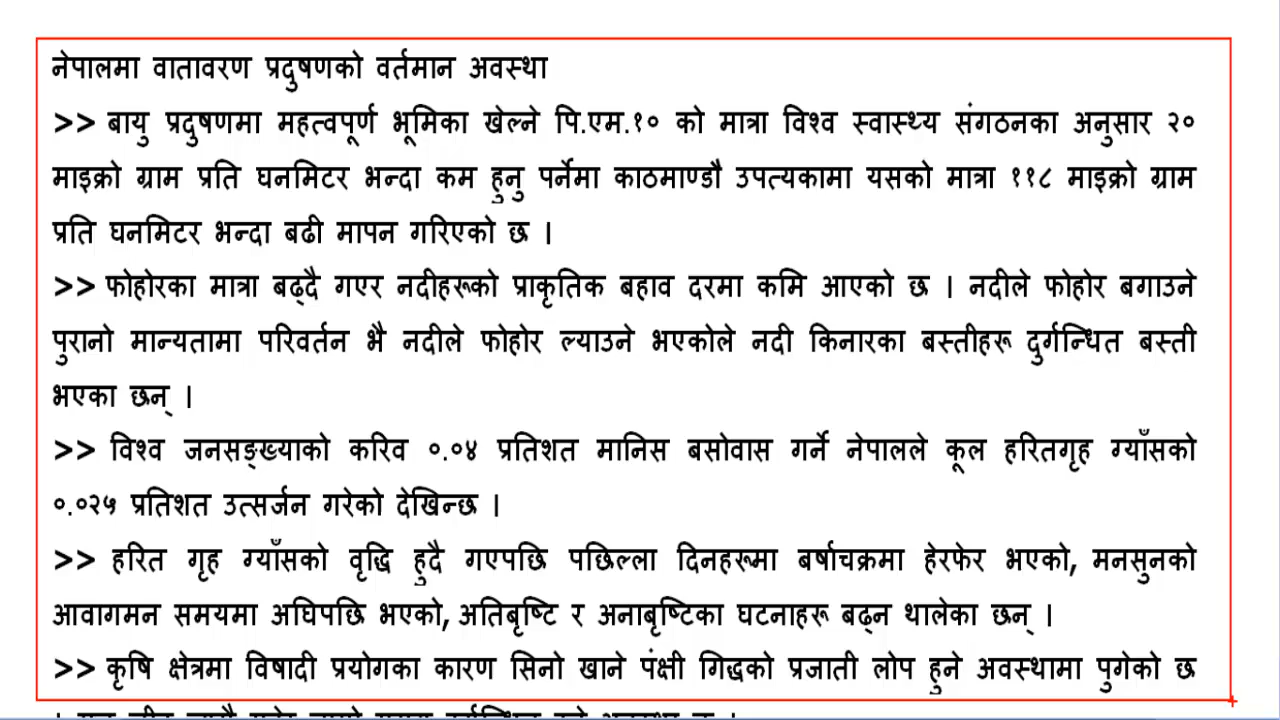 नेपालमा वातावरण प्रदुषणको वर्तमान अवस्था
>> बायु प्रदुषणमा महत्वपूर्ण भूमिका खेल्ने पि.एम.१० को मात्रा विश्व स्वास्थ्य संगठनका अनुसार २०
माइक्रो ग्राम प्रति घनमिटर भन्दा कम हुनु पर्नेमा काठमाण्डौ उपत्यकामा यसको मात्रा ११८ माइक्रो ग्राम
प्रति घनमिटर भन्दा बढी मापन गरिएको छ ।
>> फोहोरका मात्रा बढ्दै गएर नदीहरूको प्राकृतिक बहाव दरमा कमि आएको छ । नदीले फोहोर बगाउने
पुरानो मान्यतामा परिवर्तन भै नदीले फोहोर ल्याउने भएकोले नदी किनारका बस्तीहरू दुर्गन्धित बस्ती
भएका छन् ।
>> विश्व जनसङ्ख्याको करिव ०.०४ प्रतिशत मानिस बसोवास गर्ने नेपालले कूल हरितगृह ग्याँसको
०.०२५ प्रतिशत उत्सर्जन गरेको देखिन्छ ।
>> हरित गृह ग्याँसको वृद्धि हुदै गएपछि पछिल्ला दिनहरूमा बर्षाचक्रमा हेरफेर भएको, मनसुनको
आवागमन समयमा अघिपछि भएको, अतिबृष्टि र अनाबृष्टिका घटनाहरू बढ्न थालेका छन् ।
>> कृषि क्षेत्रमा विषादी प्रयोगका कारण सिनो खाने पंक्षी गिद्धको प्रजाती लोप हुने अवस्थामा पुगेको छ